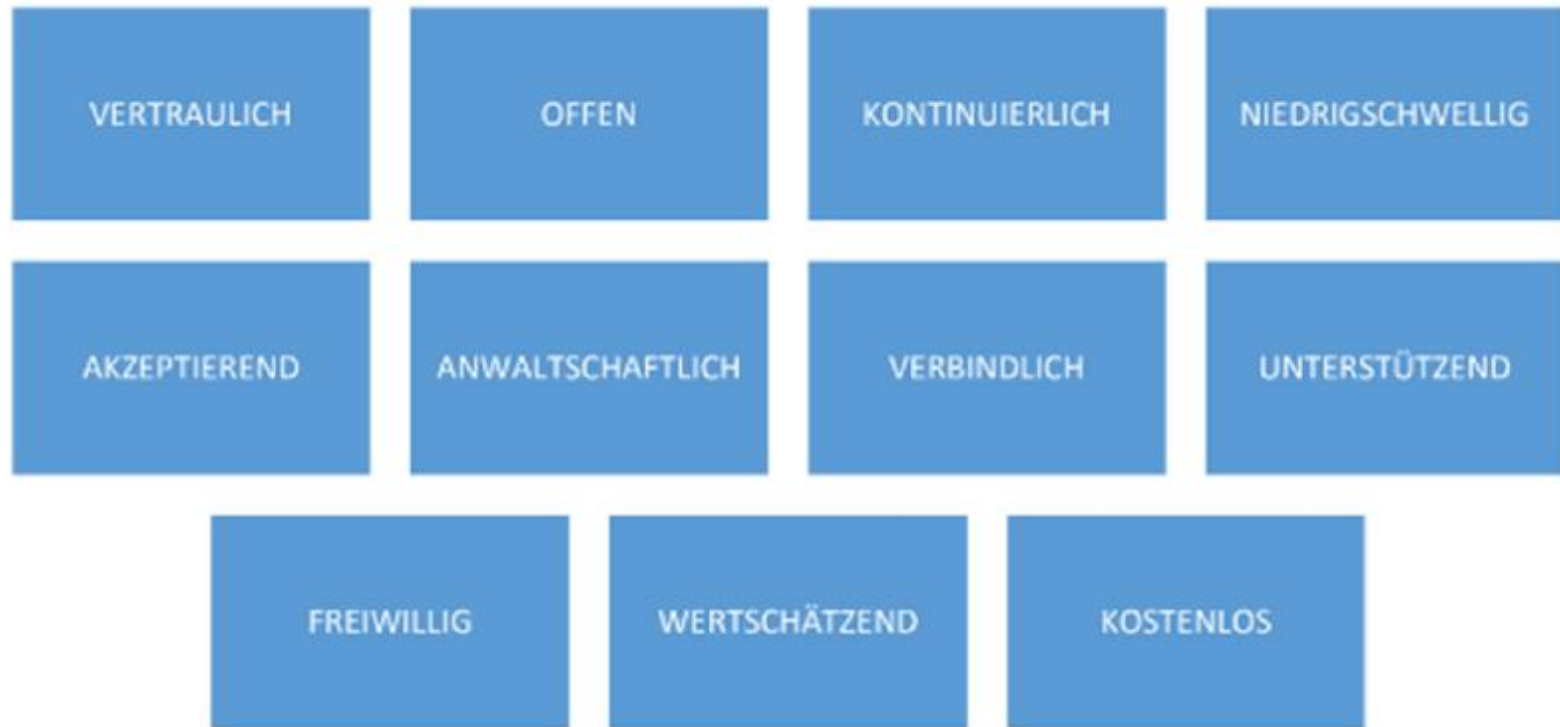 VERTRAULICH
OFFEN
KONTINUIERLICH
NIEDRIGSCHWELLIG
AKZEPTIEREND
ANWALTSCHAFTLICH
VERBINDLICH
UNTERSTÜTZEND
FREIWILLIG
WERTSCHÄTZEND
KOSTENLOS